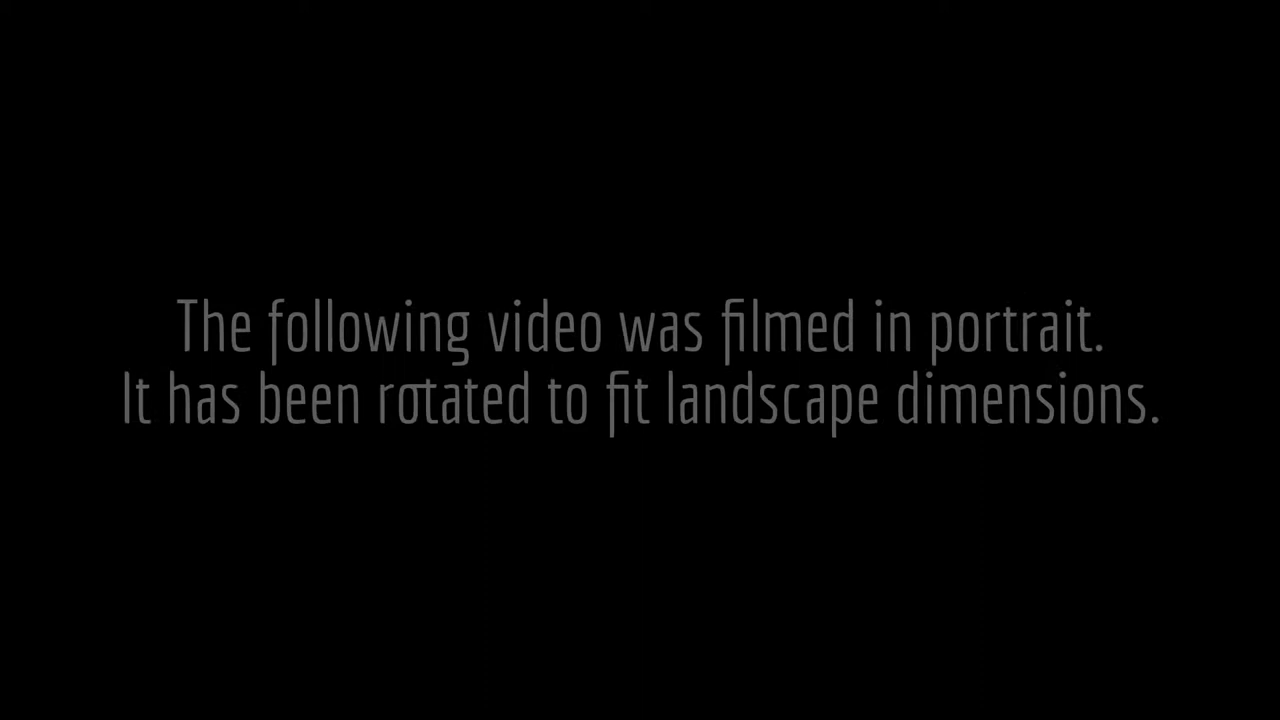 The following video was filmed in portrait.
It has been rotated to fit landscape dimensions.